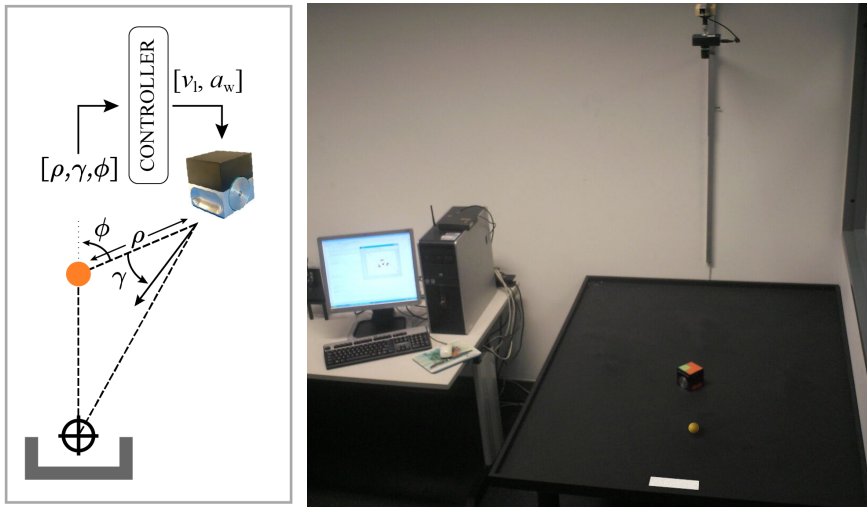 CONTROLLER
[v_l, a_w]
[ρ,γ,ϕ]
ϕ
ρ
γ